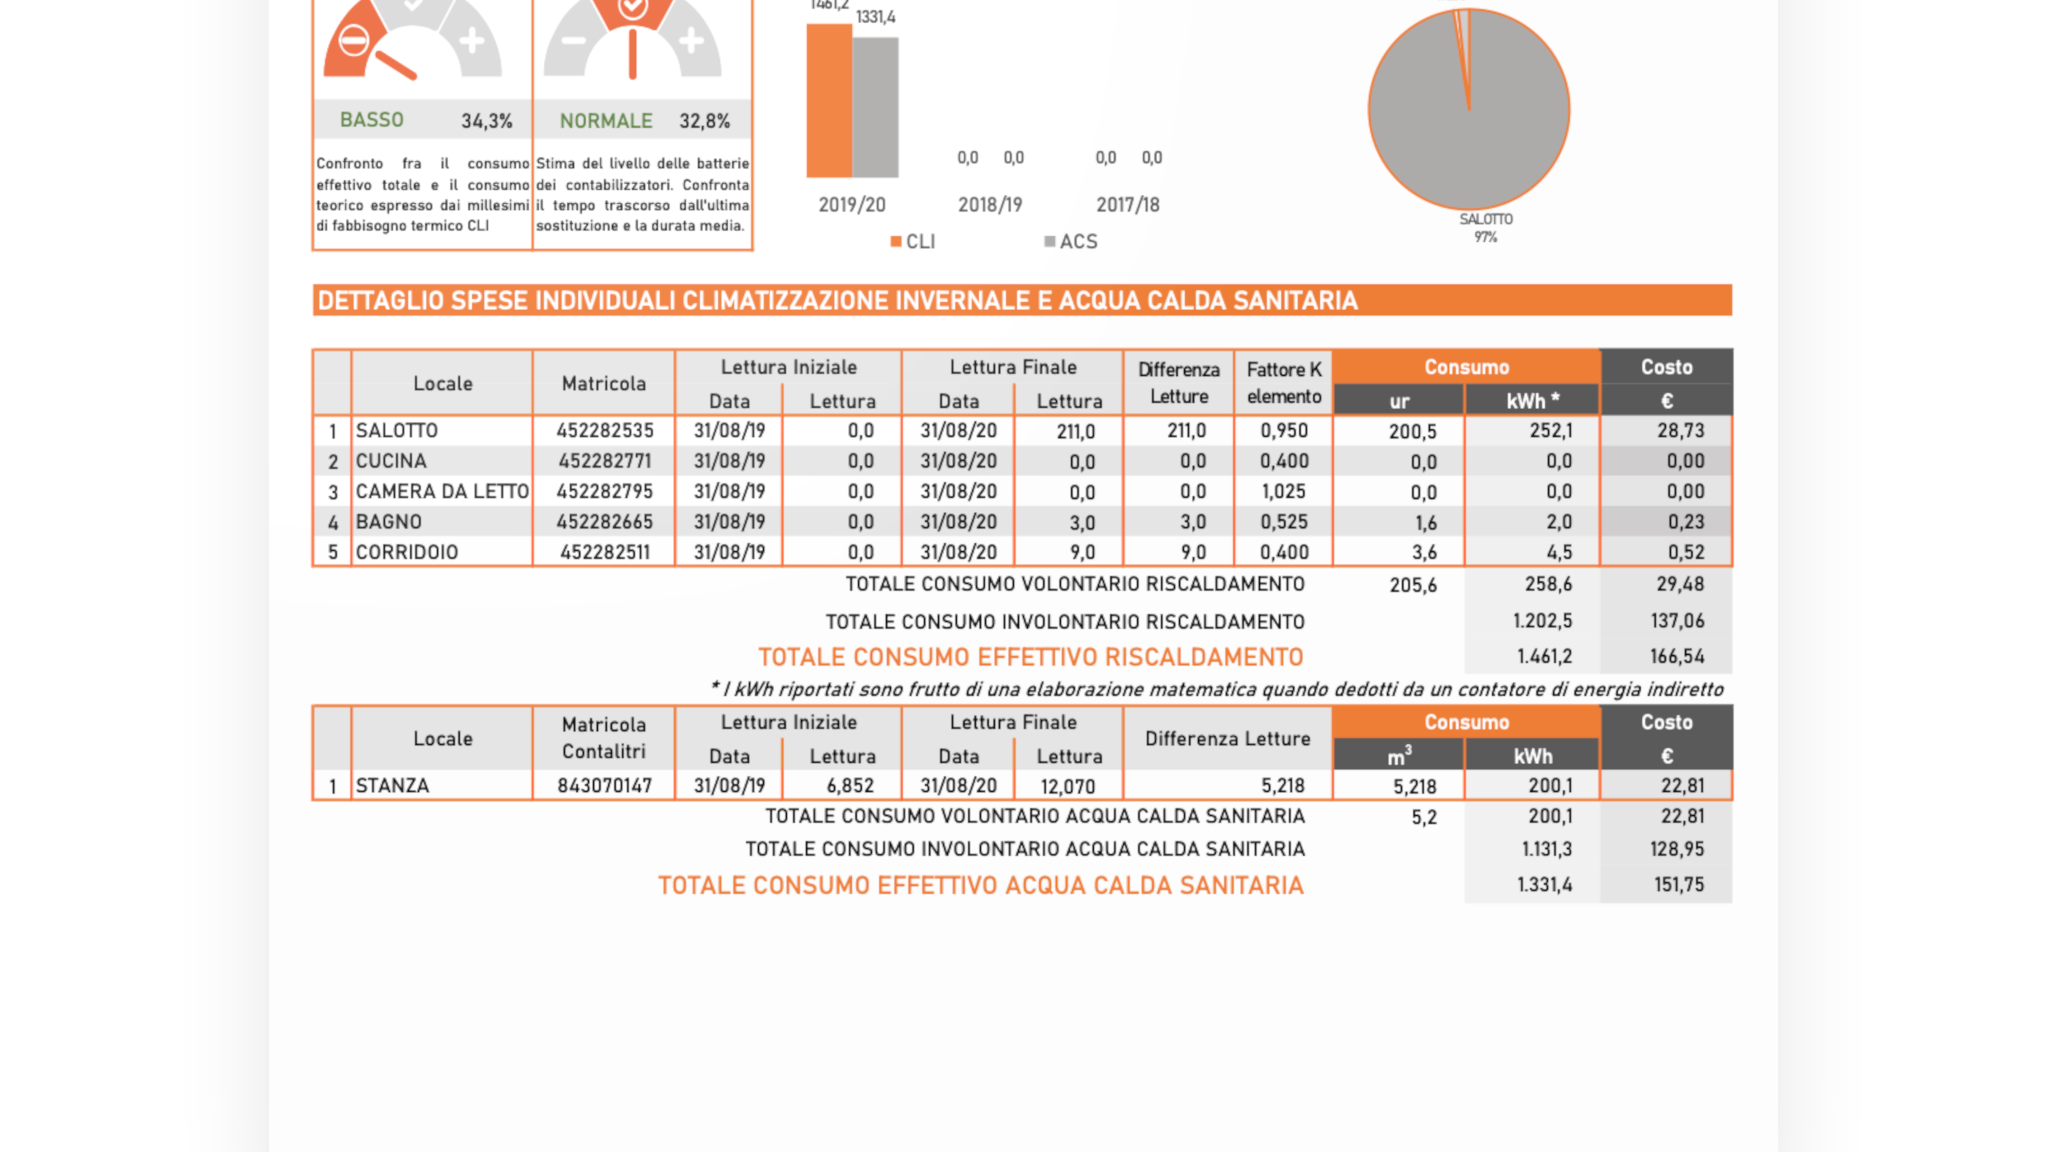 1461,2
1331,4
BASSO 34,3%
NORMALE 32,8%
Confronto fra il consumo
effettivo totale e il consumo
teorico espresso dai millesimi
di fabbisogno termico CLI
Stima del livello delle batterie
dei contabilizzatori. Confronta
il tempo trascorso dall'ultima
sostituzione e la durata media.
0,0 0,0 0,0 0,0
2019/20 2018/19 2017/18
CLI ACS
SALOTTO
97%
DETTAGLIO SPESE INDIVIDUALI CLIMATIZZAZIONE INVERNALE E ACQUA CALDA SANITARIA
Locale Matricola Lettura Iniziale Lettura Finale Differenza Letture Fattore K elemento Consumo Costo
Data Lettura Data Lettura ur kWh * €
1 SALOTTO 452282535 31/08/19 0,0 31/08/20 211,0 211,0 0,950 200,5 252,1 28,73
2 CUCINA 452282771 31/08/19 0,0 31/08/20 0,0 0,0 0,400 0,0 0,0 0,00
3 CAMERA DA LETTO 452282795 31/08/19 0,0 31/08/20 0,0 0,0 1,025 0,0 0,0 0,00
4 BAGNO 452282665 31/08/19 0,0 31/08/20 3,0 3,0 0,525 1,6 2,0 0,23
5 CORRIDOIO 452282511 31/08/19 0,0 31/08/20 9,0 9,0 0,400 3,6 4,5 0,52
TOTALE CONSUMO VOLONTARIO RISCALDAMENTO 205,6 258,6 29,48
TOTALE CONSUMO INVOLONTARIO RISCALDAMENTO 1.202,5 137,06
TOTALE CONSUMO EFFETTIVO RISCALDAMENTO 1.461,2 166,54
* I kWh riportati sono frutto di una elaborazione matematica quando dedotti da un contatore di energia indiretto
Locale Matricola Contalitri Lettura Iniziale Lettura Finale Differenza Letture Consumo Costo
Data Lettura Data Lettura m³ kWh €
1 STANZA 843070147 31/08/19 6,852 31/08/20 12,070 5,218 5,218 200,1 22,81
TOTALE CONSUMO VOLONTARIO ACQUA CALDA SANITARIA 5,2 200,1 22,81
TOTALE CONSUMO INVOLONTARIO ACQUA CALDA SANITARIA 1.131,3 128,95
TOTALE CONSUMO EFFETTIVO ACQUA CALDA SANITARIA 1.331,4 151,75